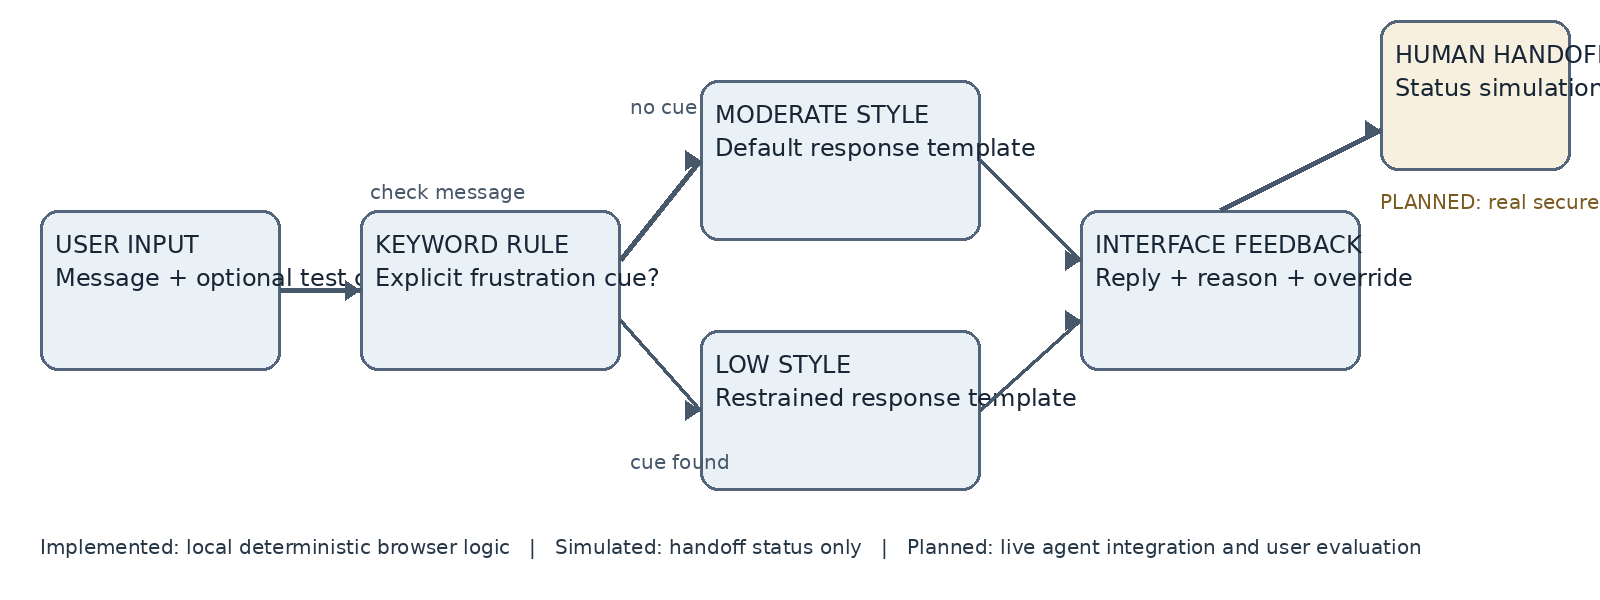 HUMAN HANDOFF
Status simulation
no cue
MODERATE STYLE
Default response template
check message
PLANNED: real secure
USER INPUT
Message + optional test
KEYWORD RULE
Explicit frustration cue?
INTERFACE FEEDBACK
Reply + reason + override
LOW STYLE
Restrained response template
cue found
Implemented: local deterministic browser logic | Simulated: handoff status only | Planned: live agent integration and user evaluation